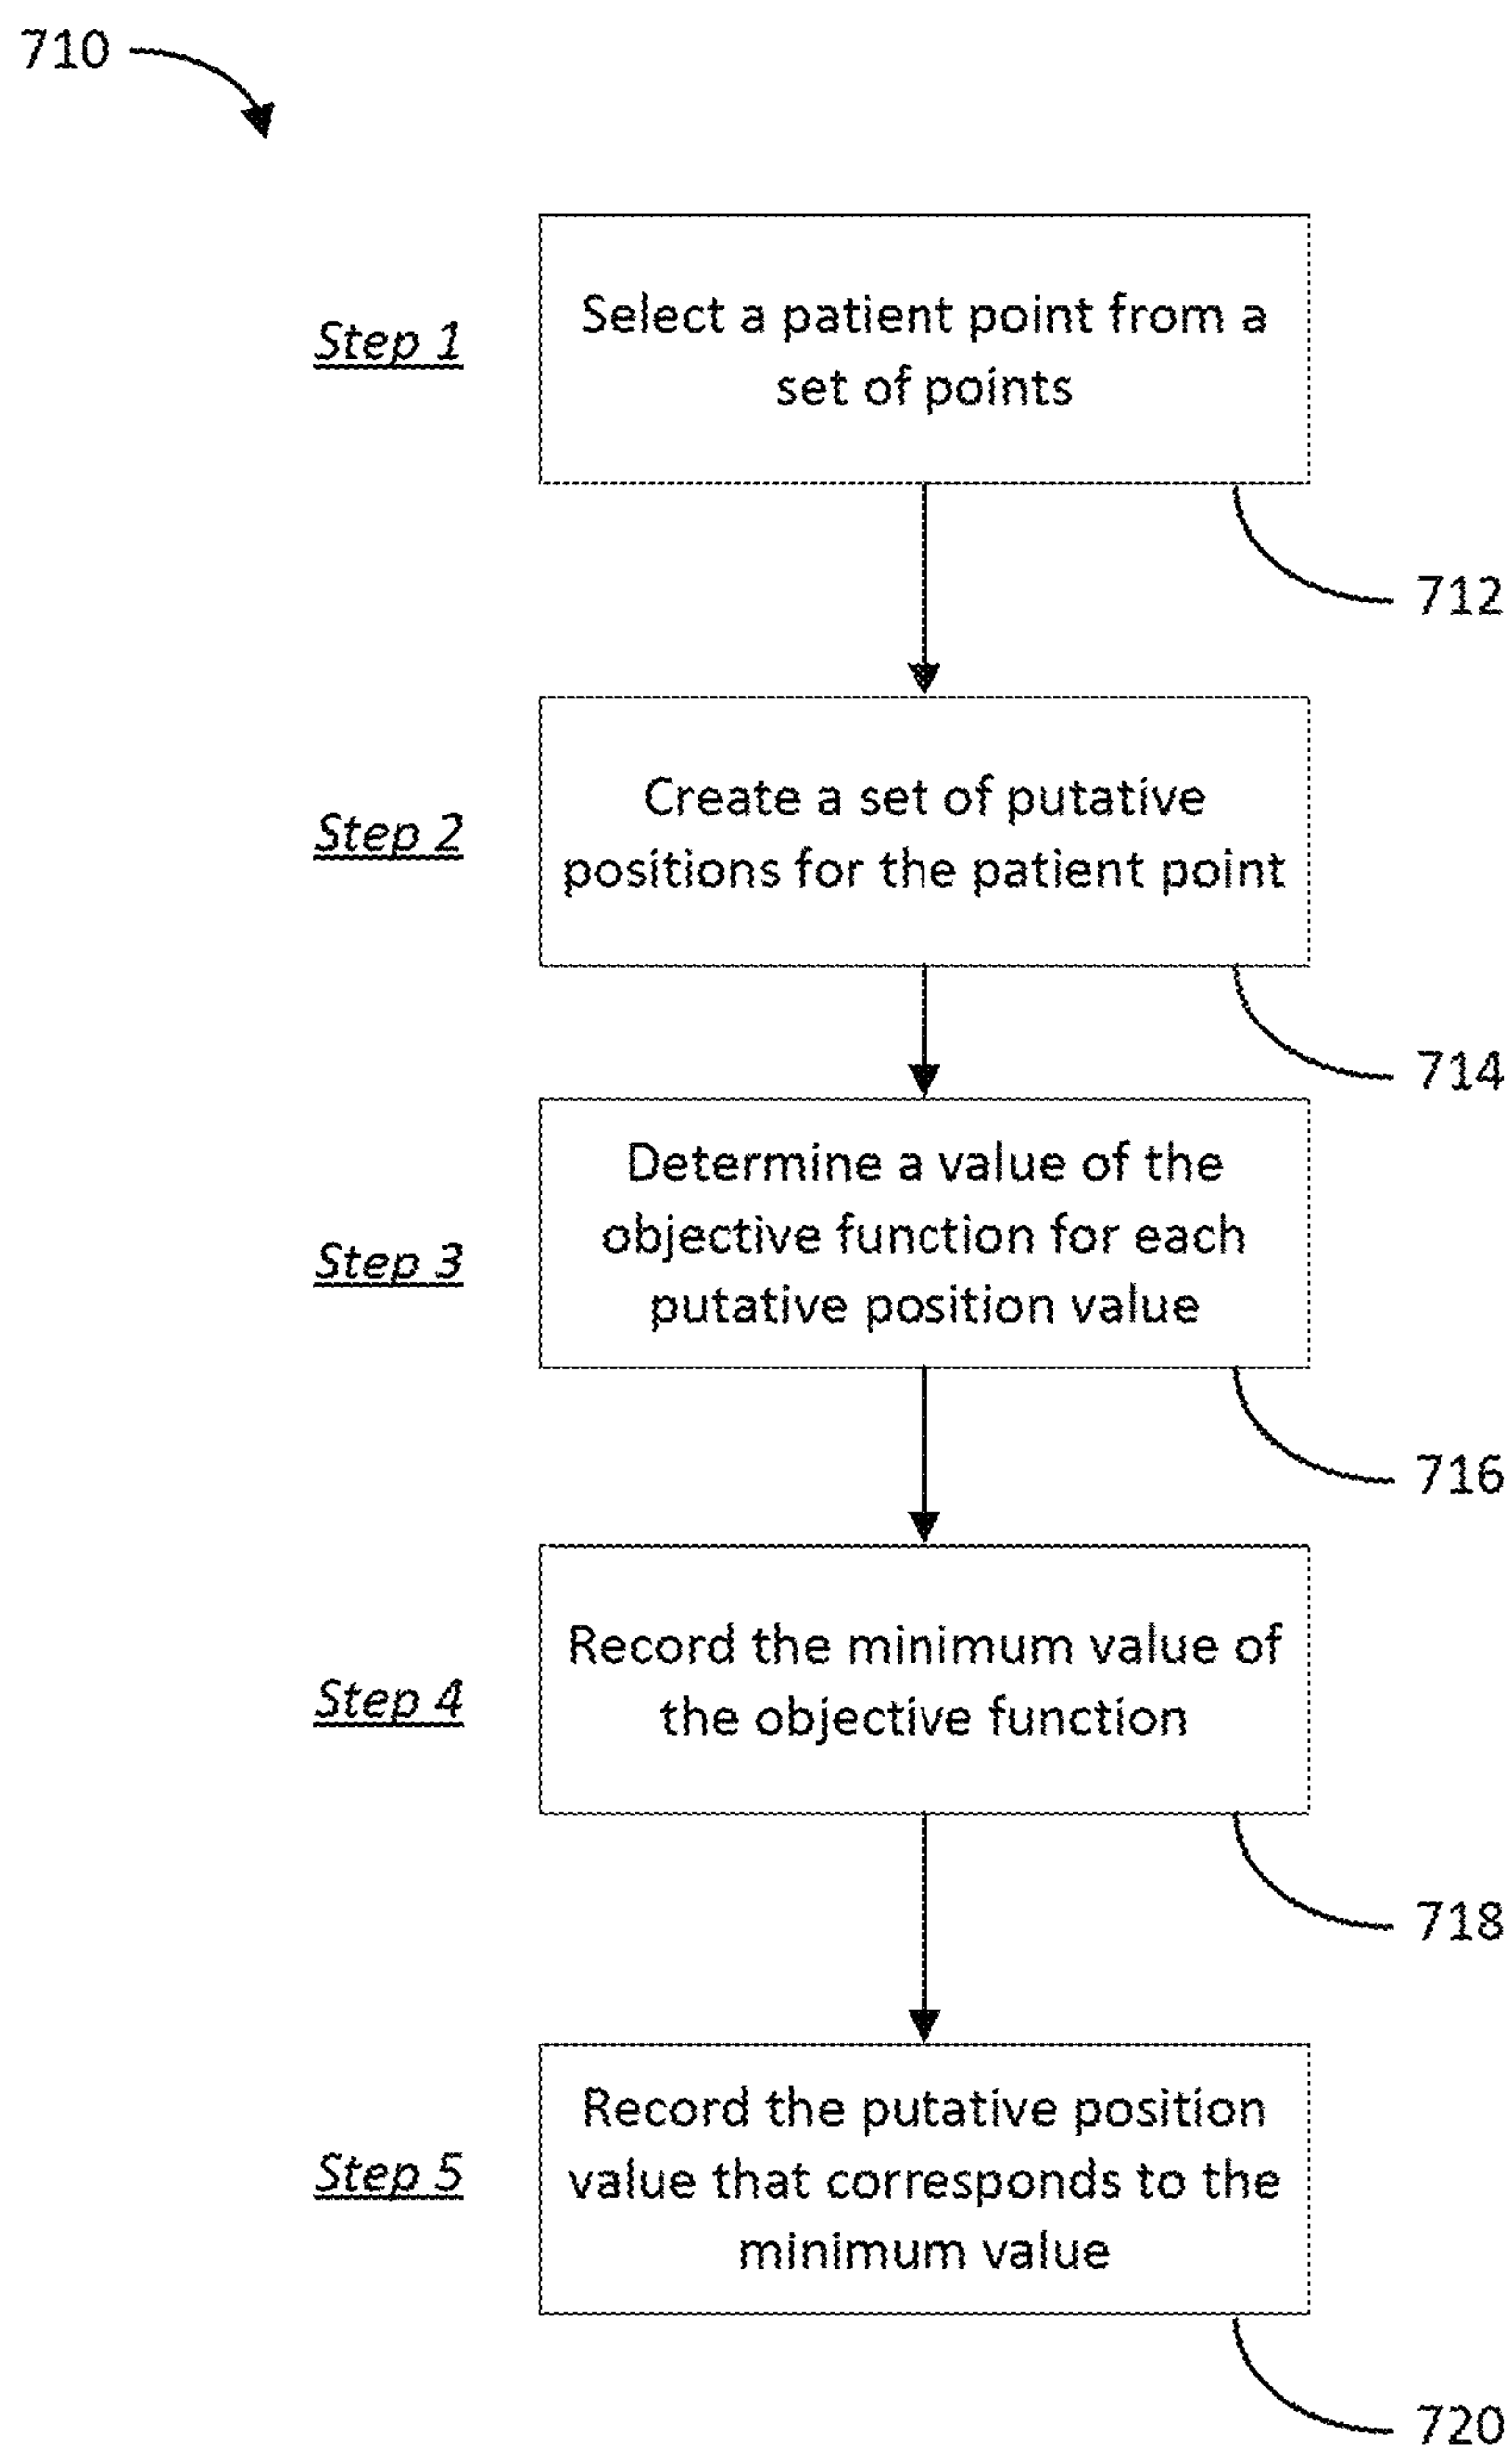 710
Step 1
Select a patient point from a
set of points
712
Step 2
Create a set of putative
positions for the patient point
714
Step 3
Determine a value of the
objective function for each
putative position value
716
Step 4
Record the minimum value of
the objective function
718
Step 5
Record the putative position
value that corresponds to the
minimum value
720